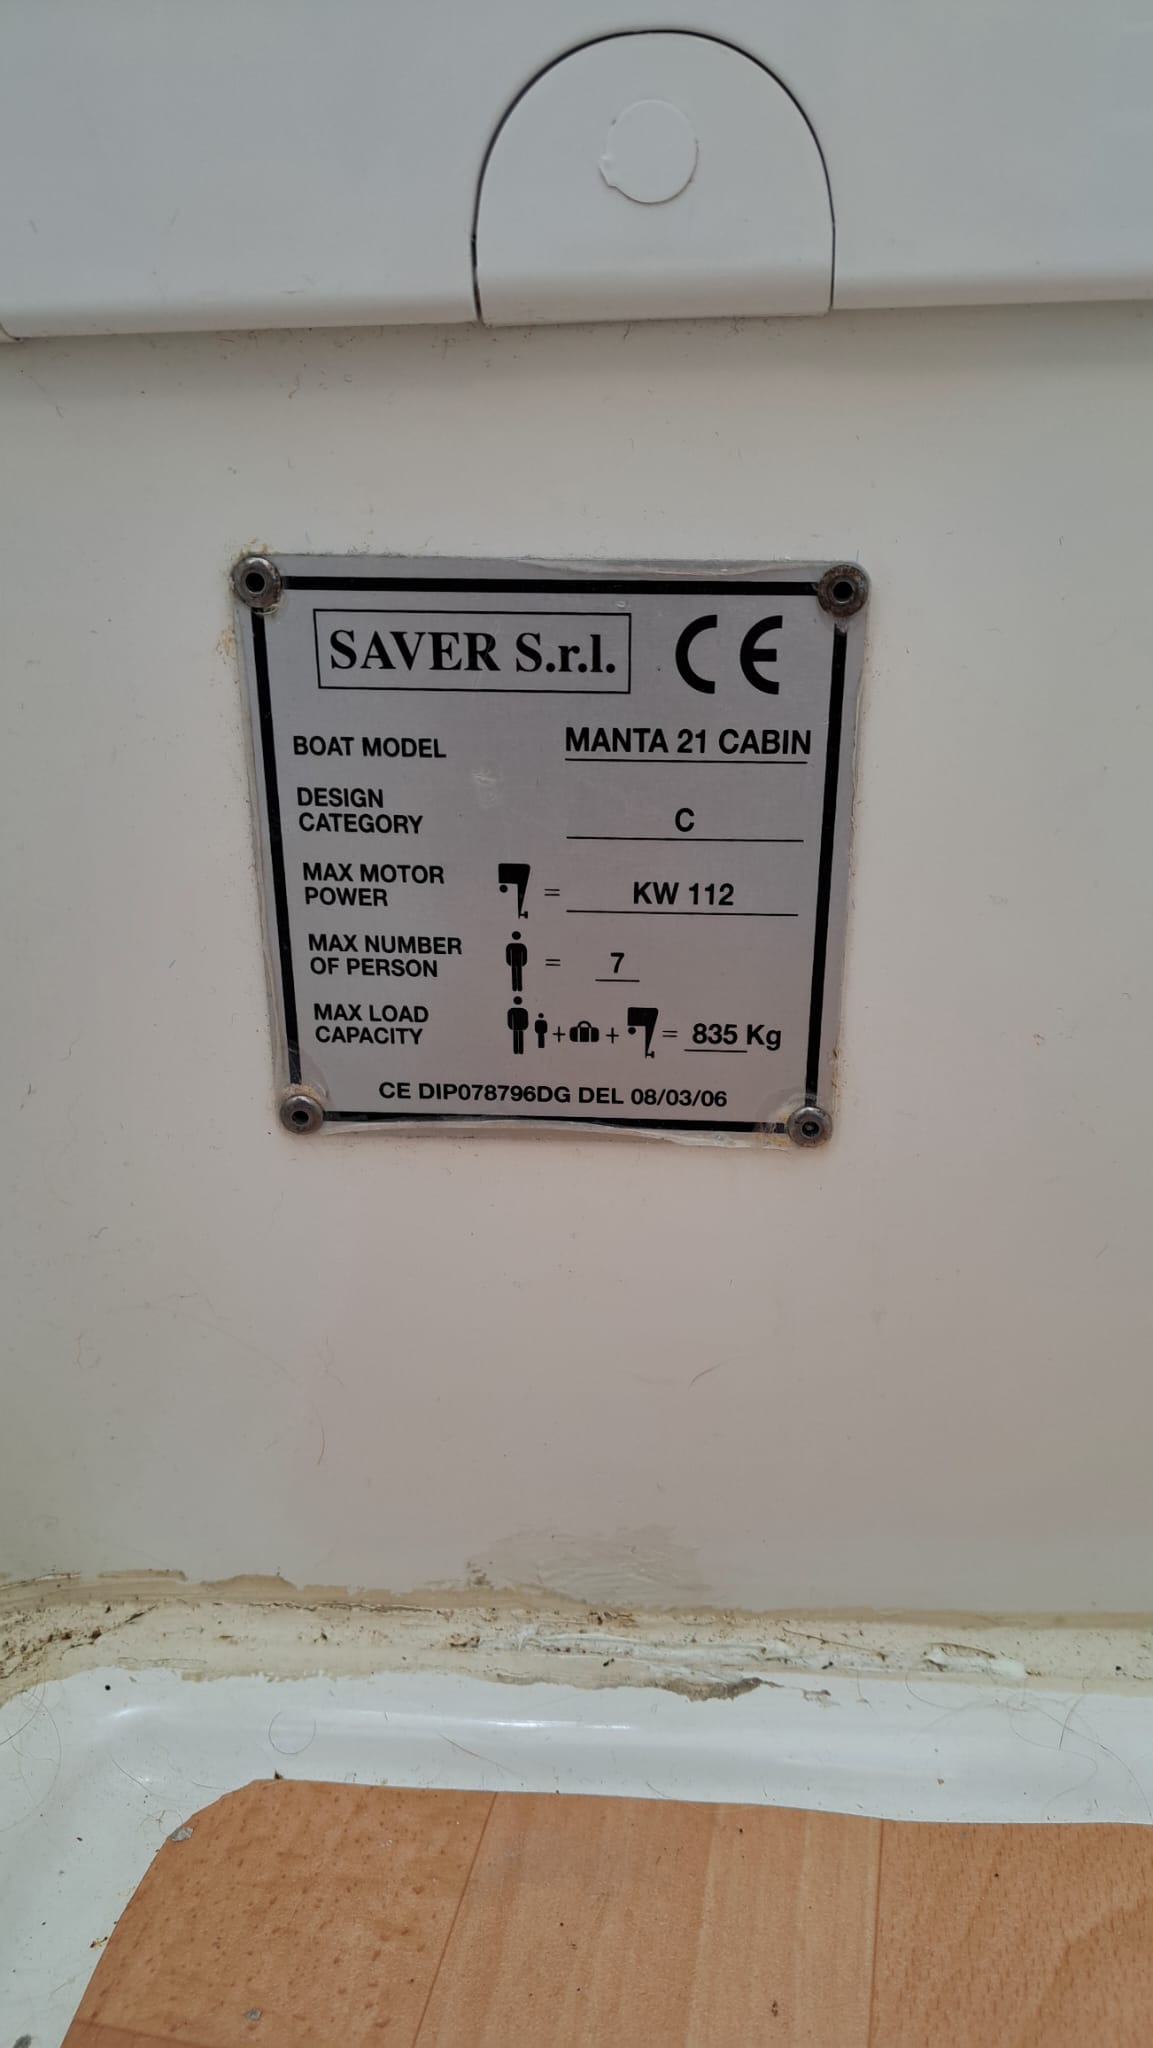 SAVER S.r.l. CE
BOAT MODEL MANTA 21 CABIN
DESIGN
CATEGORY C
MAX MOTOR
POWER = KW 112
MAX NUMBER
OF PERSON = 7
MAX LOAD
CAPACITY + + = 835 Kg
CE DIP078796DG DEL 08/03/06